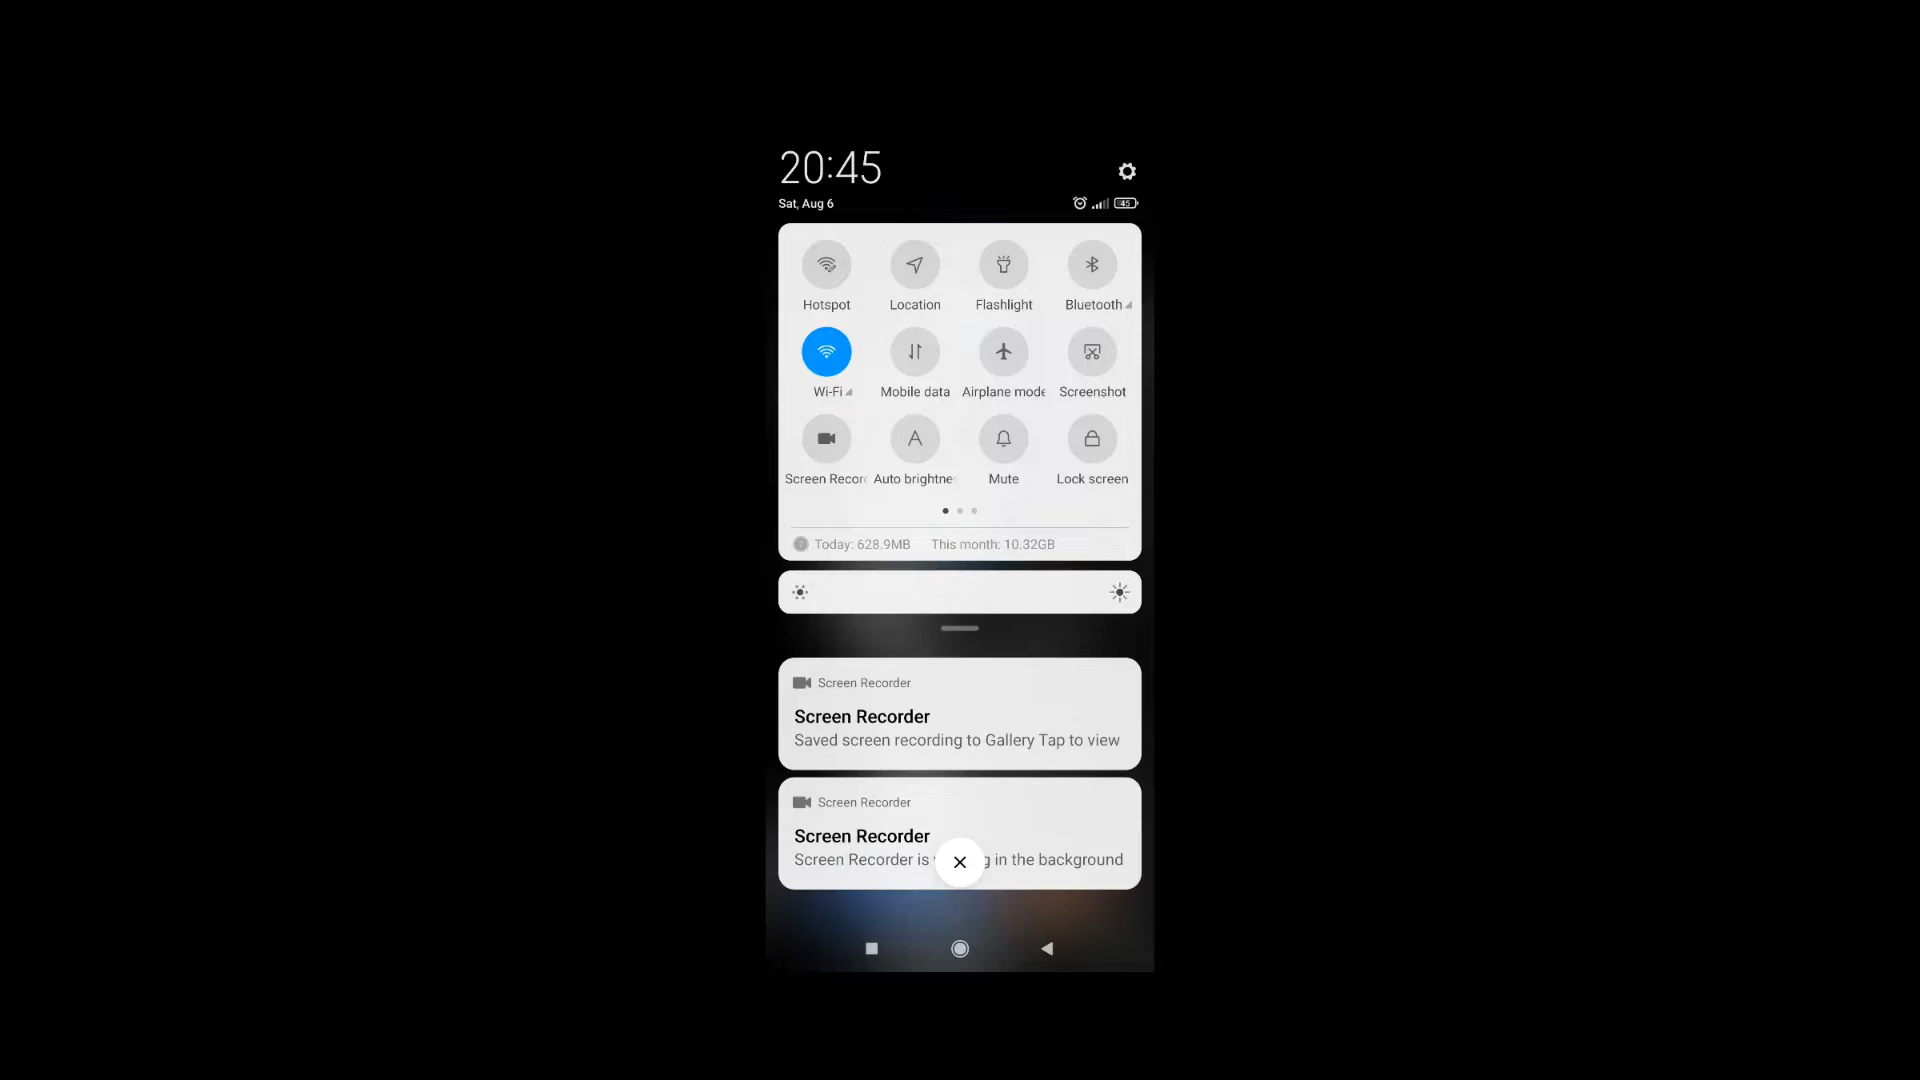 20:45
Sat, Aug 6
45
Hotspot
Location
Flashlight
Bluetooth
Wi-Fi
Mobile data
Airplane mode
Screenshot
Screen Recor
Auto brightne
Mute
Lock screen
Today: 628.9MB This month: 10.32GB
Screen Recorder
Screen Recorder
Saved screen recording to Gallery Tap to view
Screen Recorder
Screen Recorder
Screen Recorder is in the background